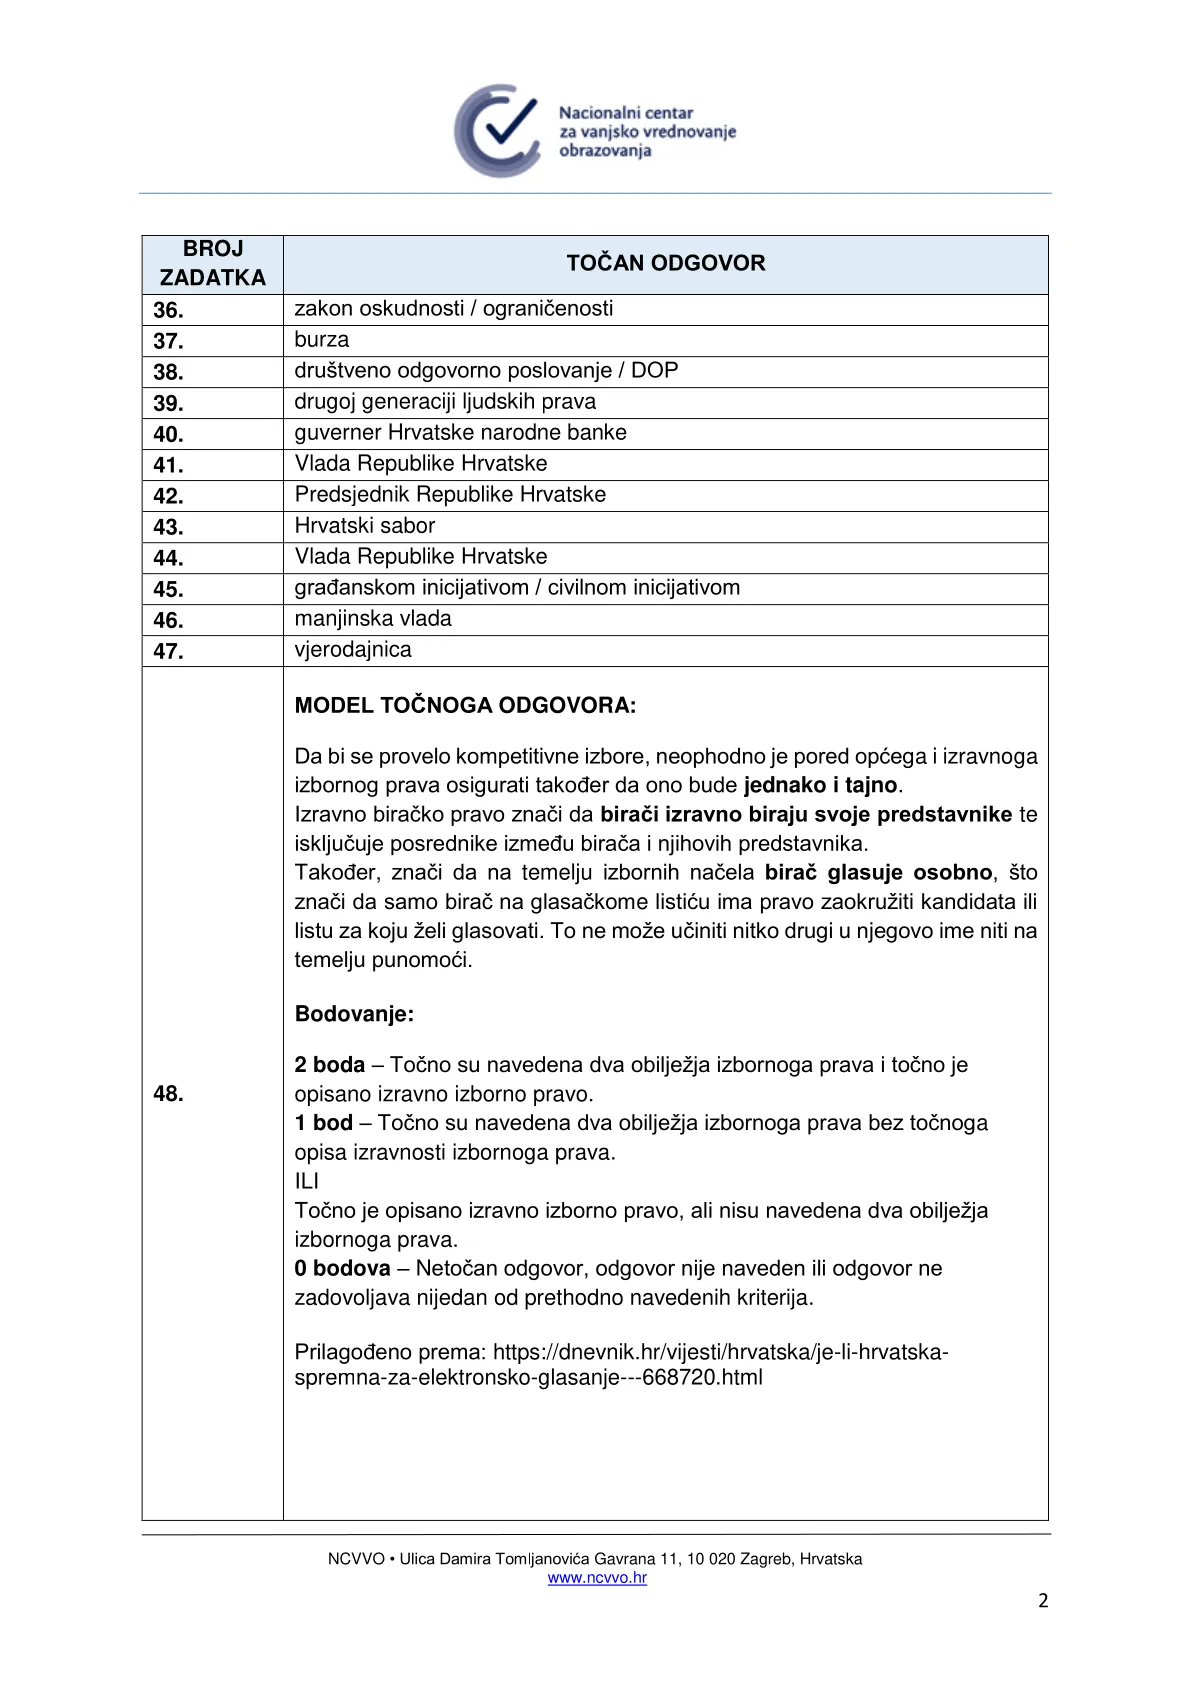 Nacionalni centar
za vanjsko vrednovanje
obrazovanja
BROJ
ZADATKA
TOČAN ODGOVOR
36. zakon oskudnosti / ograničenosti
37. burza
38. društveno odgovorno poslovanje / DOP
39. drugoj generaciji ljudskih prava
40. guverner Hrvatske narodne banke
41. Vlada Republike Hrvatske
42. Predsjednik Republike Hrvatske
43. Hrvatski sabor
44. Vlada Republike Hrvatske
45. građanskom inicijativom / civilnom inicijativom
46. manjinska vlada
47. vjerodajnica
48.
MODEL TOČNOGA ODGOVORA:
Da bi se provelo kompetitivne izbore, neophodno je pored općega i izravnoga
izbornog prava osigurati također da ono bude jednako i tajno.
Izravno biračko pravo znači da birači izravno biraju svoje predstavnike te
isključuje posrednike između birača i njihovih predstavnika.
Također, znači da na temelju izbornih načela birač glasuje osobno, što
znači da samo birač na glasačkome listiću ima pravo zaokružiti kandidata ili
listu za koju želi glasovati. To ne može učiniti nitko drugi u njegovo ime niti na
temelju punomoći.
Bodovanje:
2 boda – Točno su navedena dva obilježja izbornoga prava i točno je
opisano izravno izborno pravo.
1 bod – Točno su navedena dva obilježja izbornoga prava bez točnoga
opisa izravnosti izbornoga prava.
ILI
Točno je opisano izravno izborno pravo, ali nisu navedena dva obilježja
izbornoga prava.
0 bodova – Netočan odgovor, odgovor nije naveden ili odgovor ne
zadovoljava nijedan od prethodno navedenih kriterija.
Prilagođeno prema: https://dnevnik.hr/vijesti/hrvatska/je-li-hrvatska-
spremna-za-elektronsko-glasanje---668720.html
NCVVO • Ulica Damira Tomljanovića Gavrana 11, 10 020 Zagreb, Hrvatska
www.ncvvo.hr
2